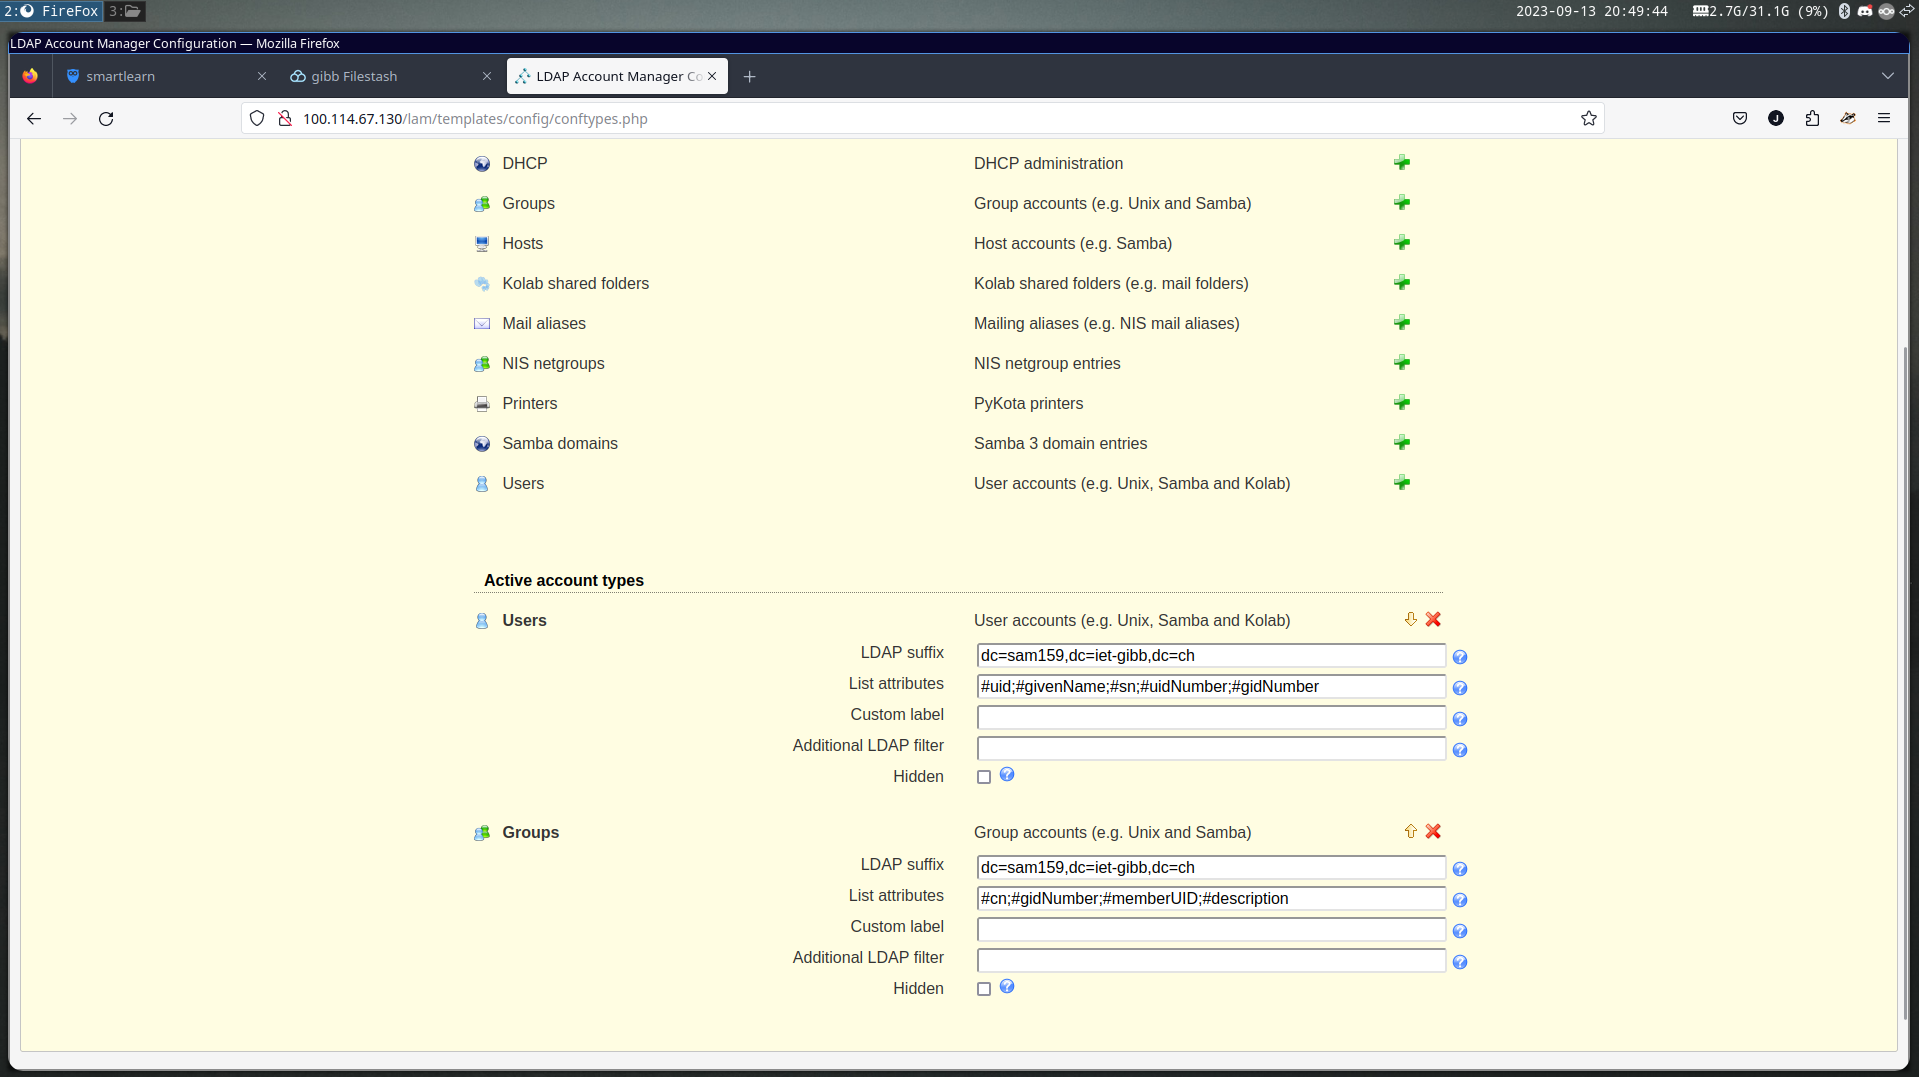 2: FireFox 3: 2023-09-13 20:49:44 2.7G/31.1G (9%)
LDAP Account Manager Configuration — Mozilla Firefox
smartlearn gibb Filestash LDAP Account Manager Co
100.114.67.130/lam/templates/config/conftypes.php J
DHCP DHCP administration
Groups Group accounts (e.g. Unix and Samba)
Hosts Host accounts (e.g. Samba)
Kolab shared folders Kolab shared folders (e.g. mail folders)
Mail aliases Mailing aliases (e.g. NIS mail aliases)
NIS netgroups NIS netgroup entries
Printers PyKota printers
Samba domains Samba 3 domain entries
Users User accounts (e.g. Unix, Samba and Kolab)
Active account types
Users User accounts (e.g. Unix, Samba and Kolab)
LDAP suffix dc=sam159,dc=iet-gibb,dc=ch
List attributes #uid;#givenName;#sn;#uidNumber;#gidNumber
Custom label
Additional LDAP filter
Hidden
Groups Group accounts (e.g. Unix and Samba)
LDAP suffix dc=sam159,dc=iet-gibb,dc=ch
List attributes #cn;#gidNumber;#memberUID;#description
Custom label
Additional LDAP filter
Hidden